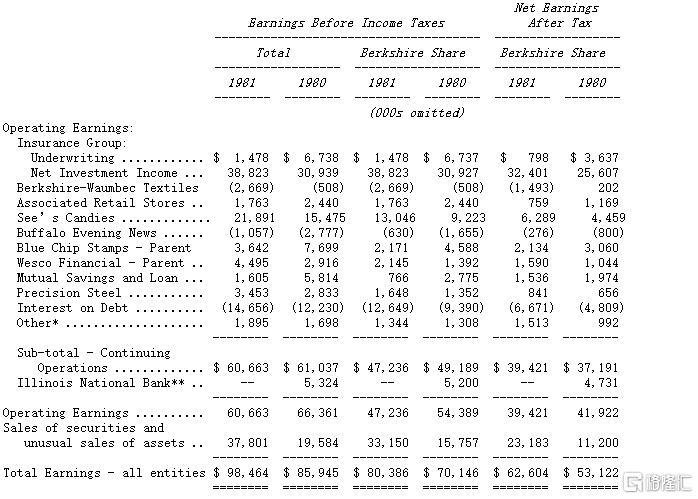 Net Earnings
Earnings Before Income Taxes After Tax
Total Berkshire Share Berkshire Share
1981 1980 1981 1980 1981 1980
(000s omitted)
Operating Earnings:
Insurance Group:
Underwriting ............ $ 1,478 $ 6,738 $ 1,478 $ 6,737 $ 798 $ 3,637
Net Investment Income ... 38,823 30,939 38,823 30,927 32,401 25,607
Berkshire-Waumbec Textiles (2,669) (508) (2,669) (508) (1,493) 202
Associated Retail Stores .. 1,763 2,440 1,763 2,440 759 1,169
See's Candies ............. 21,891 15,475 13,046 9,223 6,289 4,459
Buffalo Evening News ...... (1,057) (2,777) (630) (1,655) (276) (800)
Blue Chip Stamps - Parent 3,642 7,699 2,171 4,588 2,134 3,060
Wesco Financial - Parent .. 4,495 2,916 2,145 1,392 1,590 1,044
Mutual Savings and Loan ... 1,605 5,814 766 2,775 1,536 1,974
Precision Steel ........... 3,453 2,833 1,648 1,352 841 656
Interest on Debt .......... (14,656) (12,230) (12,649) (9,390) (6,671) (4,809)
Other* .................... 1,895 1,698 1,344 1,308 1,513 992
Sub-total - Continuing
Operations ............. $ 60,663 $ 61,037 $ 47,236 $ 49,189 $ 39,421 $ 37,191
Illinois National Bank** .. -- 5,324 -- 5,200 -- 4,731
Operating Earnings .......... 60,663 66,361 47,236 54,389 39,421 41,922
Sales of securities and
unusual sales of assets .. 37,801 19,584 33,150 15,757 23,183 11,200
Total Earnings - all entities $ 98,464 $ 85,945 $ 80,386 $ 70,146 $ 62,604 $ 53,122
格隆汇